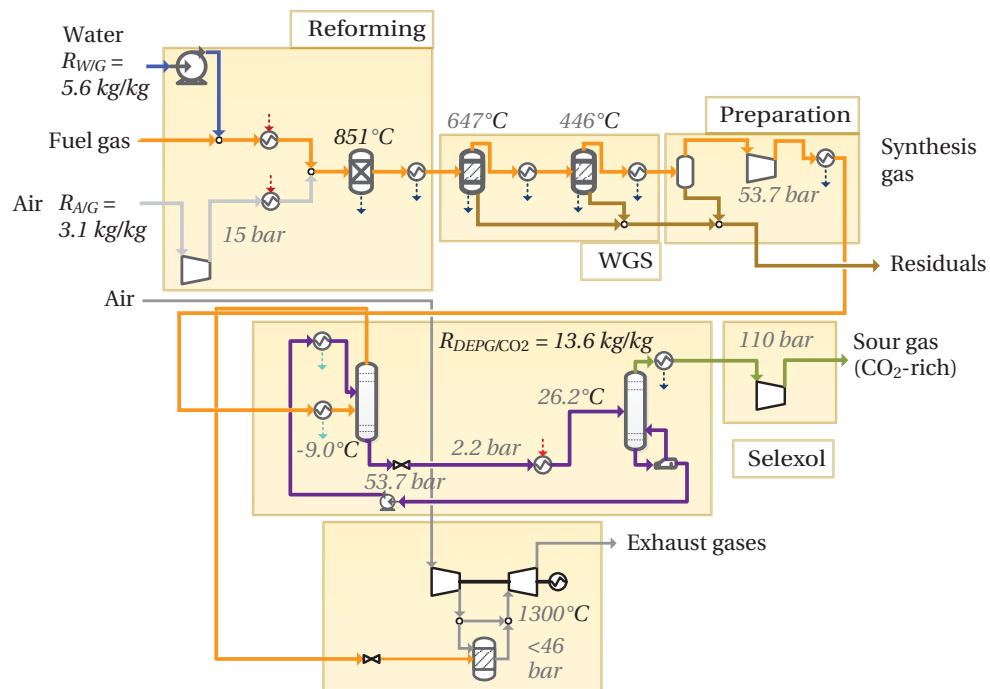 Reforming
Water
R_W/G =
5.6 kg/kg
Fuel gas
851°C
647°C
446°C
Preparation
Synthesis
gas
53.7 bar
Air
R_A/G =
3.1 kg/kg
15 bar
WGS
Residuals
Air
R_DEPG/CO2 = 13.6 kg/kg
110 bar
Sour gas
(CO₂-rich)
26.2°C
-9.0°C
2.2 bar
53.7 bar
Selexol
Exhaust gases
1300°C
<46
bar